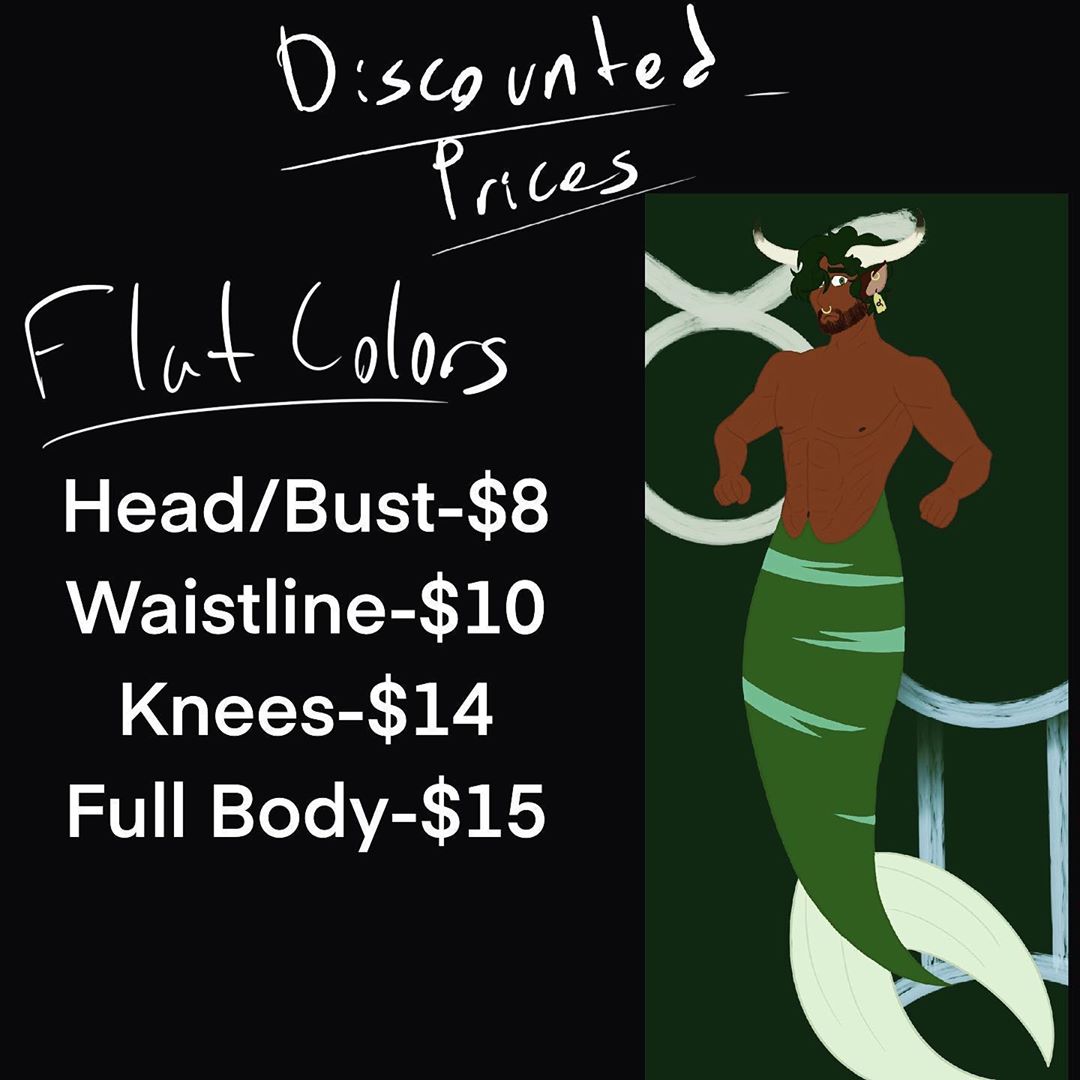 Discounted
Prices
Flat Colors
Head/Bust-$8
Waistline-$10
Knees-$14
Full Body-$15